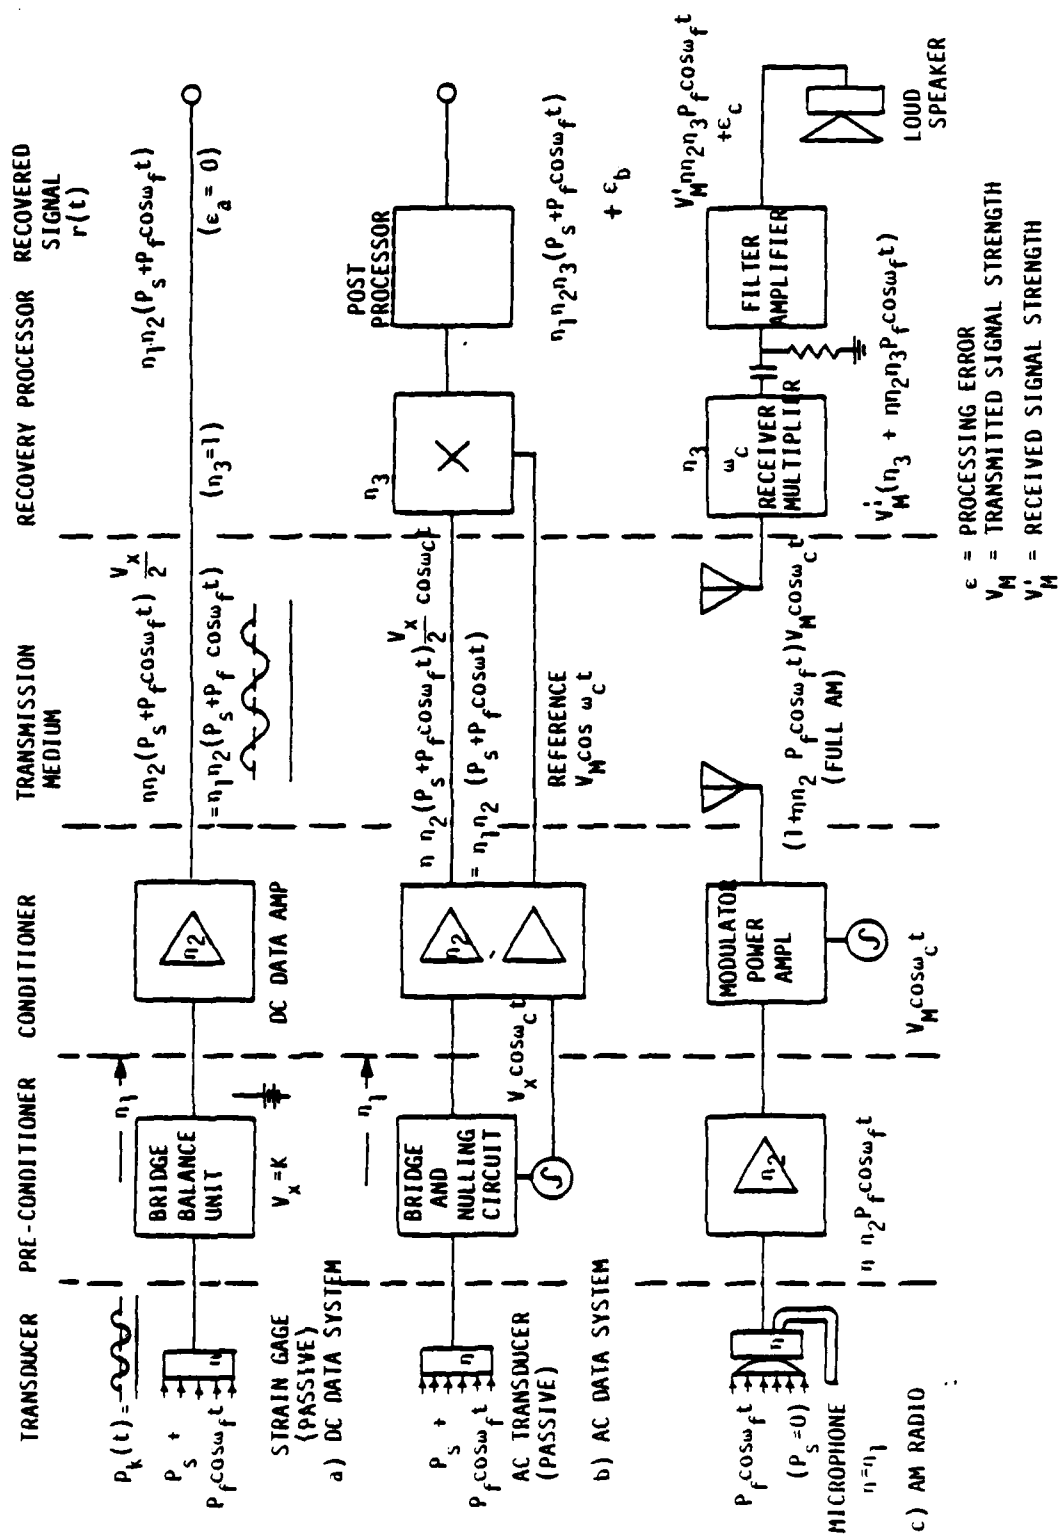 TRANSDUCER
PRE-CONDITIONER
CONDITIONER
TRANSMISSION
MEDIUM
RECOVERY PROCESSOR
RECOVERED
SIGNAL
r(t)
P_k(t)=
P_s +
P_f cosω_f t
η
STRAIN GAGE
(PASSIVE)
a) DC DATA SYSTEM
η_1
BRIDGE
BALANCE
UNIT
V_x=K
η_2
DC DATA AMP
ηη_2(P_s+P_f cosω_f t) V_x/2
=η_1η_2(P_s+P_f cosω_f t)
(η_3=1)
η_1η_2(P_s+P_f cosω_f t)
(ε_a = 0)
P_s +
P_f cosω_f t
η
AC TRANSDUCER
(PASSIVE)
b) AC DATA SYSTEM
η_1
BRIDGE
AND
NULLING
CIRCUIT
V_x cosω_c t
η_2
η η_2(P_s+P_f cosω_f t) V_x/2 cosω_c t
= η_1η_2 (P_s+P_f cosωt)
REFERENCE
V_M cos ω_c t
η_3
X
POST
PROCESSOR
η_1η_2η_3(P_s+P_f cosω_f t)
+ ε_b
P_f cosω_f t
(P_s=0)
η
MICROPHONE
η=η_1
c) AM RADIO
η_2
η η_2P_f cosω_f t
MODULATOR
POWER
AMPL
V_M cosω_c t
(1+ηη_2 P_f cosω_f t)V_M cosω_c t
(FULL AM)
η_3
ω_c
RECEIVER
MULTIPLIER
V'_M(η_3 + ηη_2η_3P_f cosω_f t)
FILTER
AMPLIFIER
V'_M ηη_2η_3P_f cosω_f t
+ε_c
LOUD
SPEAKER
ε = PROCESSING ERROR
V_M = TRANSMITTED SIGNAL STRENGTH
V'_M = RECEIVED SIGNAL STRENGTH